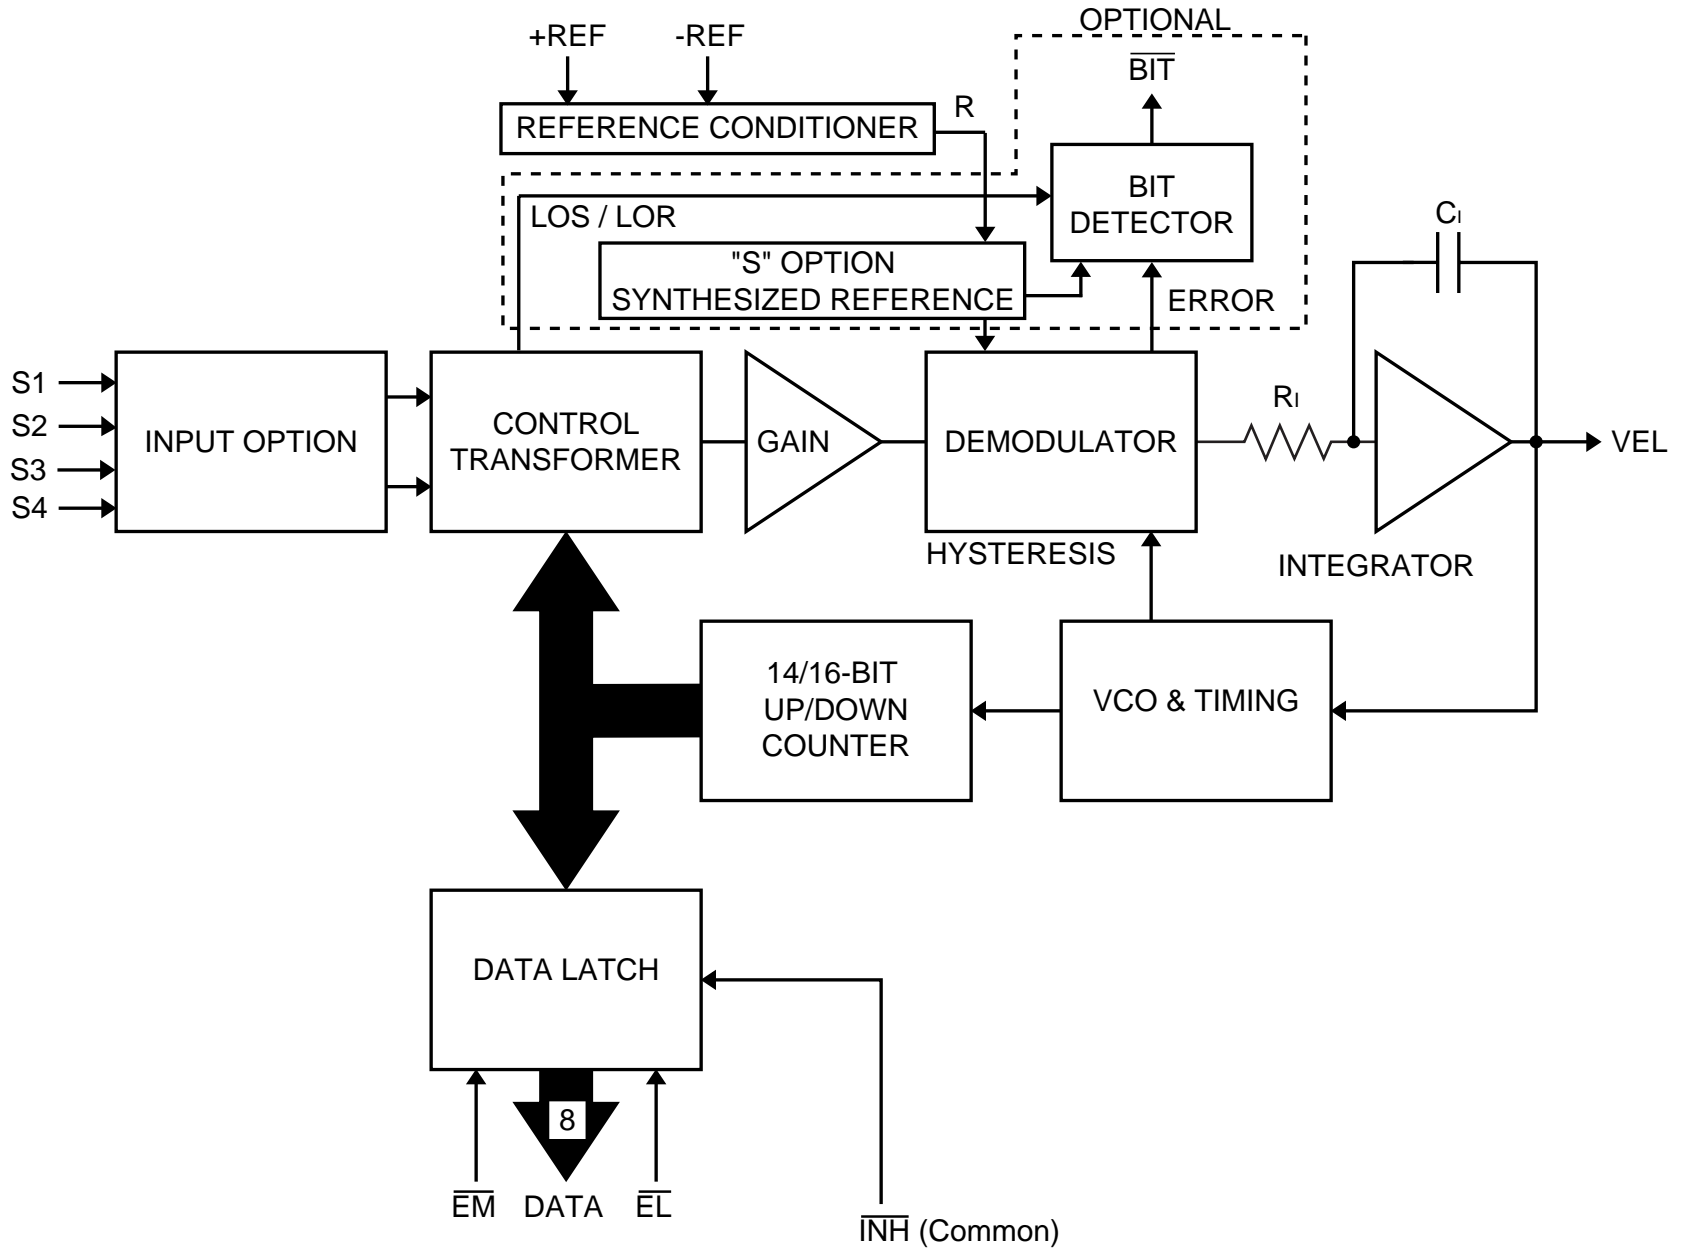 OPTIONAL
+REF
-REF
BIT
R
REFERENCE CONDITIONER
BIT
DETECTOR
LOS / LOR
"S" OPTION
SYNTHESIZED REFERENCE
ERROR
CI
S1
S2
S3
S4
INPUT OPTION
CONTROL
TRANSFORMER
GAIN
DEMODULATOR
RI
VEL
HYSTERESIS
INTEGRATOR
14/16-BIT
UP/DOWN
COUNTER
VCO & TIMING
DATA LATCH
8
EM
DATA
EL
INH (Common)